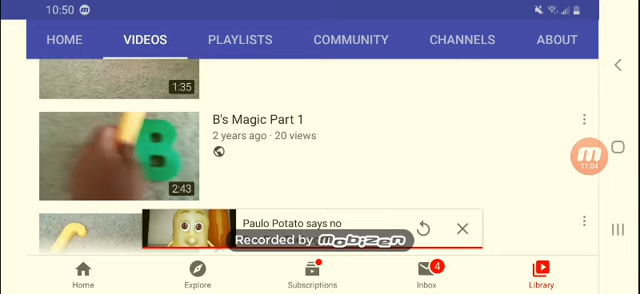 10:50
HOME VIDEOS PLAYLISTS COMMUNITY CHANNELS ABOUT
1:35
B's Magic Part 1
2 years ago · 20 views
B
2:43
11:04
Paulo Potato says no
Recorded by mobizen
4
Home Explore Subscriptions Inbox Library